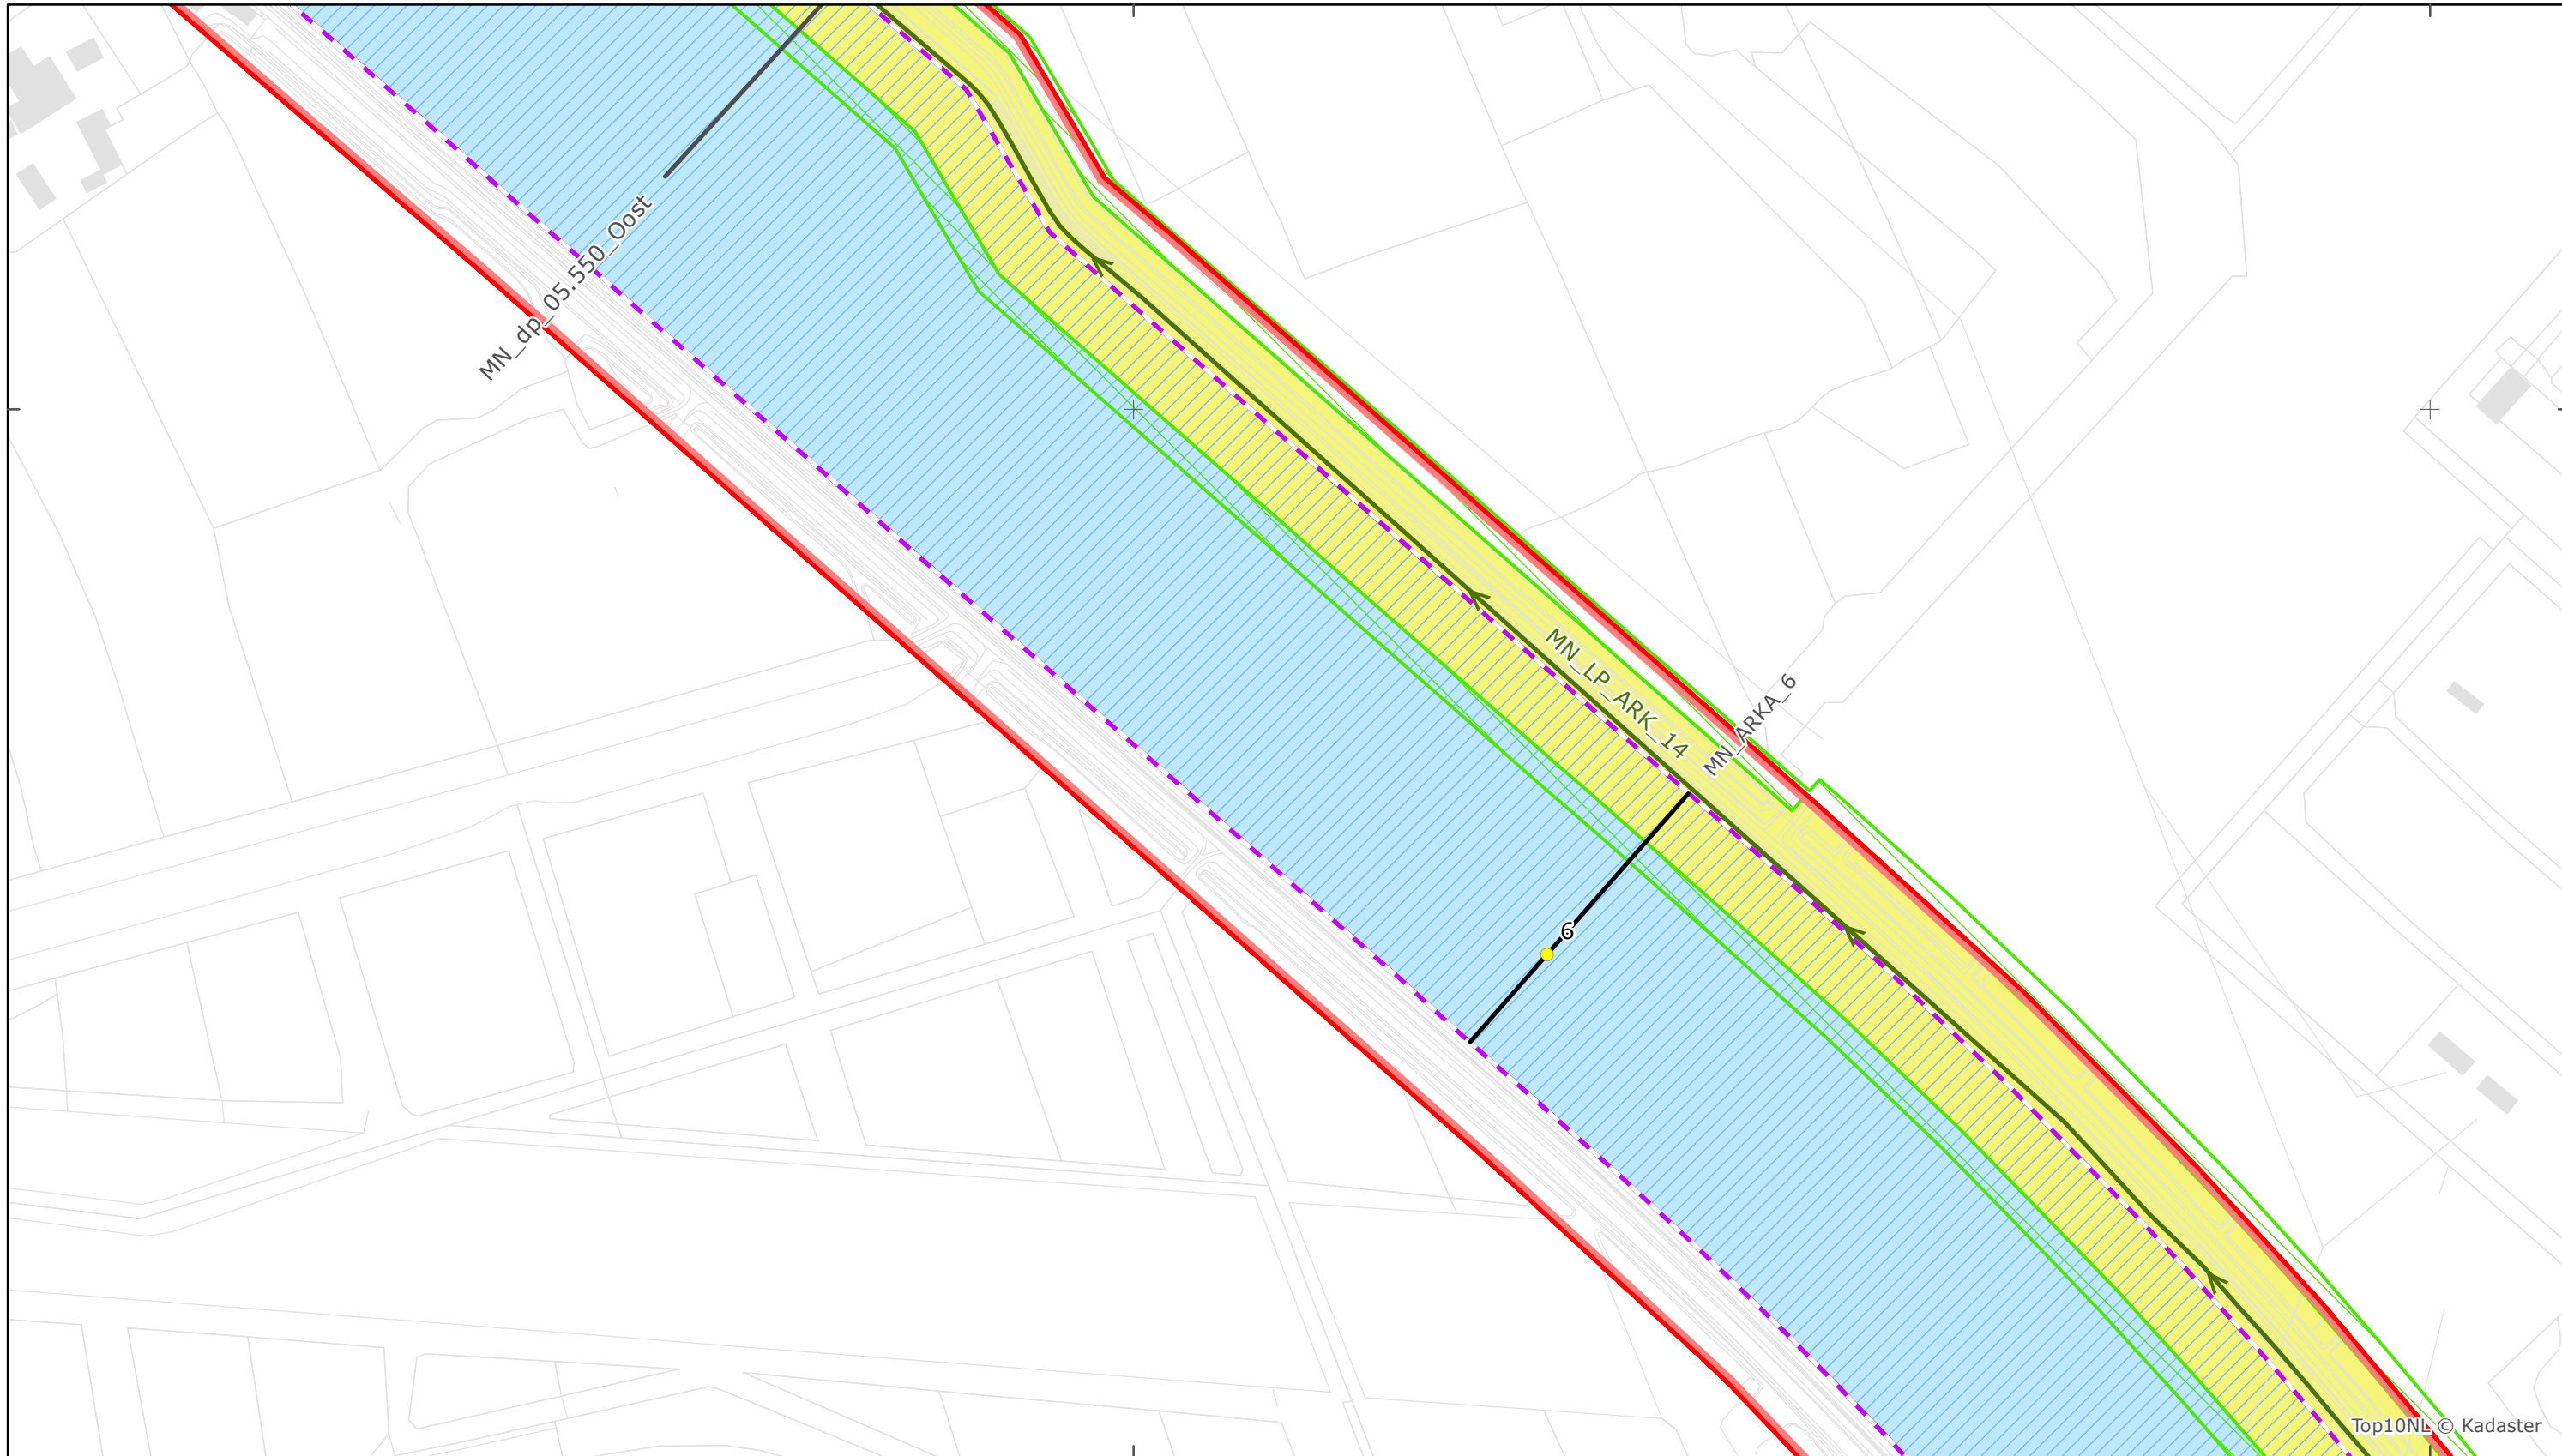 MN_dp_05.550_Oost
MN_LP_ARK_14
MN_ARKA_6
6
Top10NL © Kadaster